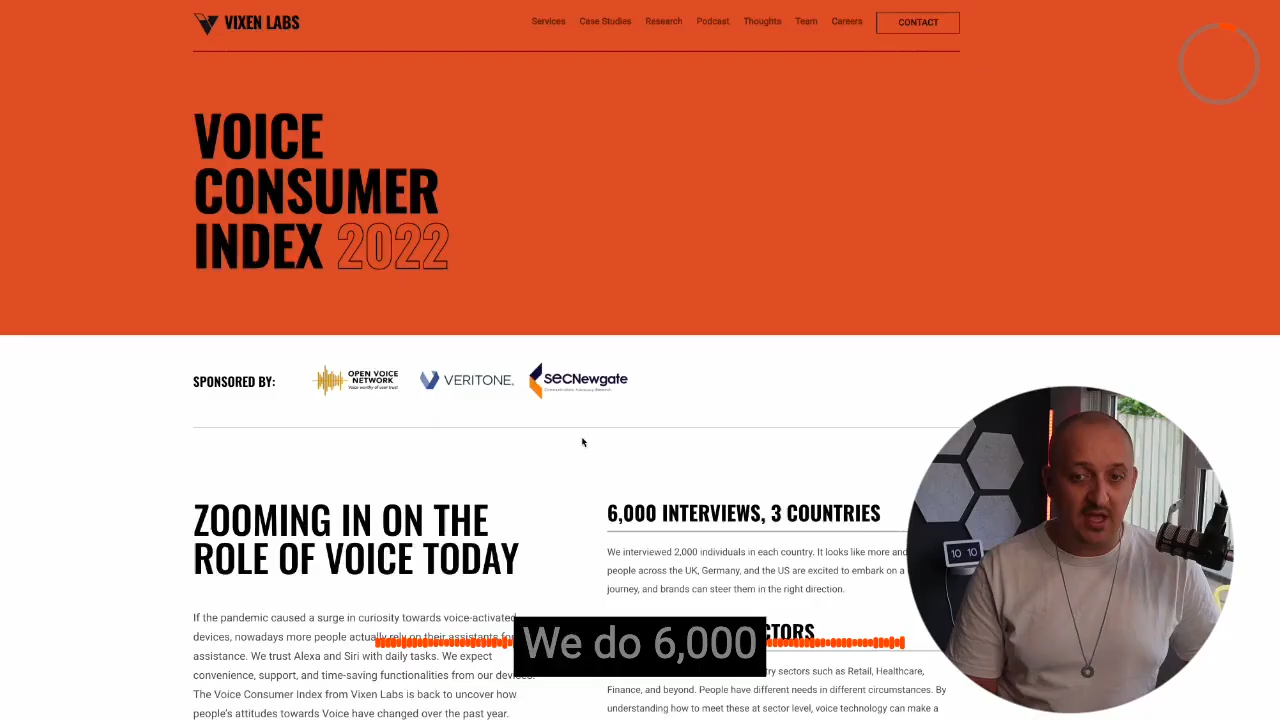 VIXEN LABS
Services Case Studies Research Podcast Thoughts Team Careers CONTACT
VOICE
CONSUMER
INDEX 2022
SPONSORED BY:
OPEN VOICE
NETWORK
Voice worthy of user trust
VERITONE
SECNewgate
ZOOMING IN ON THE
ROLE OF VOICE TODAY
If the pandemic caused a surge in curiosity towards voice-activated
devices, nowadays more people actually rely on their assistants for
assistance. We trust Alexa and Siri with daily tasks. We expect
convenience, support, and time-saving functionalities from our
The Voice Consumer Index from Vixen Labs is back to uncover how
people's attitudes towards Voice have changed over the past year.
6,000 INTERVIEWS, 3 COUNTRIES
We interviewed 2,000 individuals in each country. It looks like more and
people across the UK, Germany, and the US are excited to embark on a
journey, and brands can steer them in the right direction.
sectors such as Retail, Healthcare,
Finance, and beyond. People have different needs in different circumstances. By
understanding how to meet these at sector level, voice technology can make a
We do 6,000
10 10